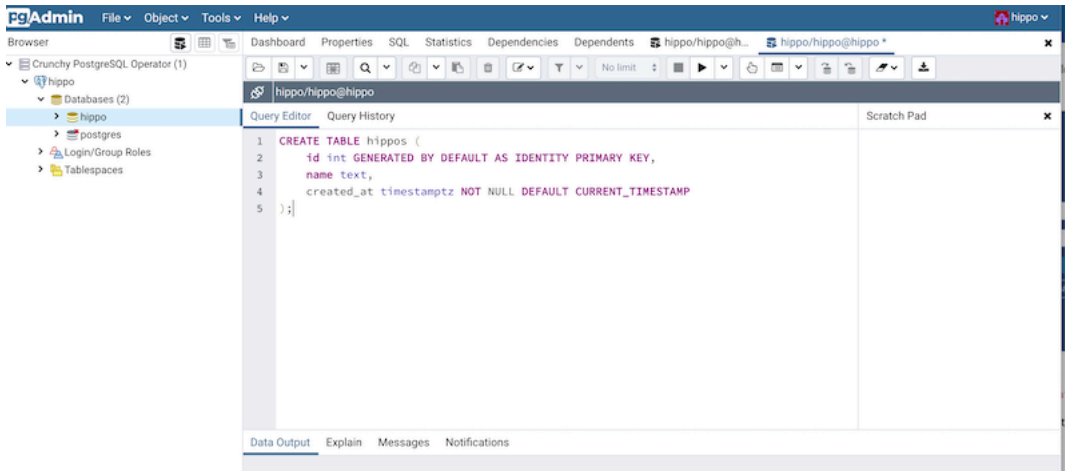 pgAdmin File Object Tools Help hippo
Browser Dashboard Properties SQL Statistics Dependencies Dependents hippo/hippo@h... hippo/hippo@hippo *
Crunchy PostgreSQL Operator (1)
hippo
Databases (2)
hippo
postgres
Login/Group Roles
Tablespaces
No limit
hippo/hippo@hippo
Query Editor Query History Scratch Pad
1 CREATE TABLE hippos (
2 id int GENERATED BY DEFAULT AS IDENTITY PRIMARY KEY,
3 name text,
4 created_at timestamptz NOT NULL DEFAULT CURRENT_TIMESTAMP
5 );
Data Output Explain Messages Notifications